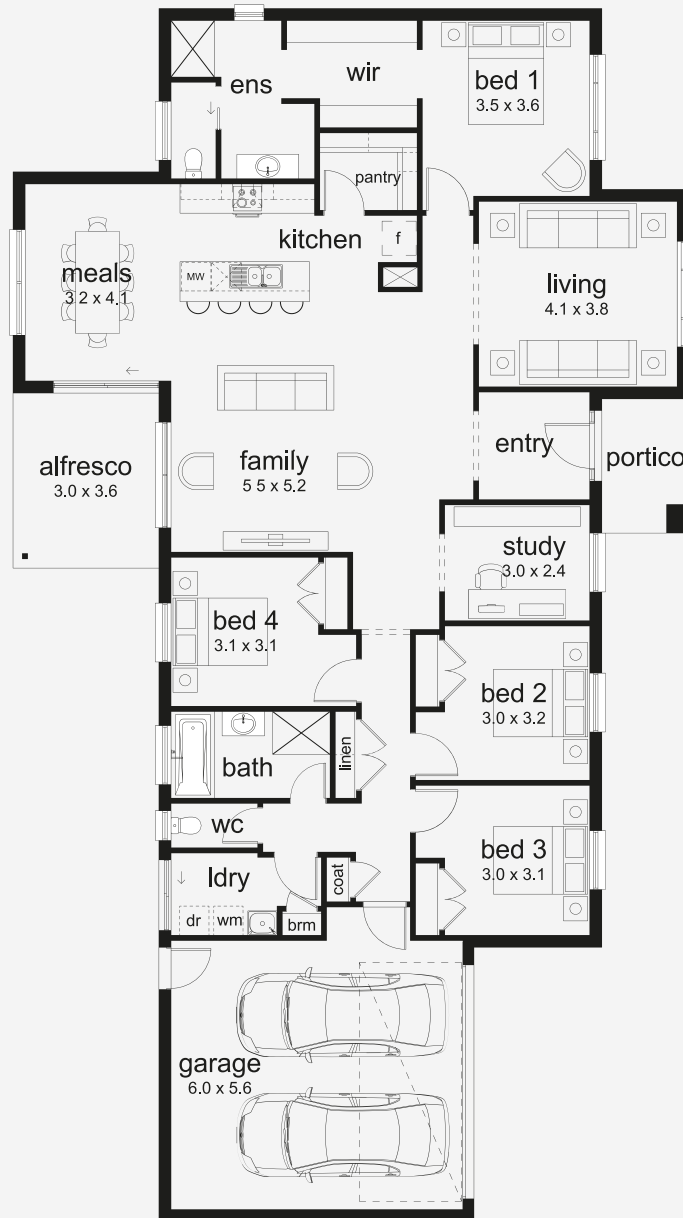 wir
ens
bed 1
3.5 x 3.6
pantry
kitchen
f
MW
meals
3 2 x 4.1
living
4.1 x 3.8
entry
portico
alfresco
3.0 x 3.6
family
5 5 x 5.2
study
3.0 x 2.4
bed 4
3.1 x 3.1
bed 2
3.0 x 3.2
linen
bath
wc
bed 3
3.0 x 3.1
ldry
coat
dr
wm
brm
garage
6.0 x 5.6